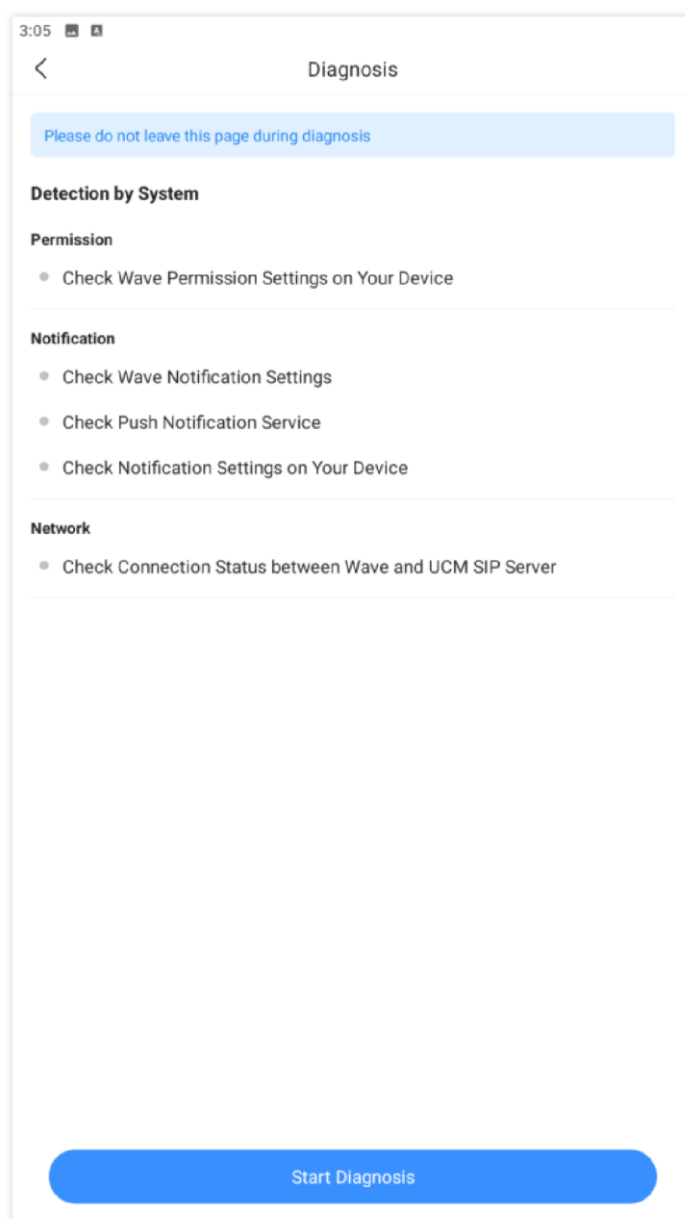 3:05
Diagnosis
Please do not leave this page during diagnosis
Detection by System
Permission
Check Wave Permission Settings on Your Device
Notification
Check Wave Notification Settings
Check Push Notification Service
Check Notification Settings on Your Device
Network
Check Connection Status between Wave and UCM SIP Server
Start Diagnosis